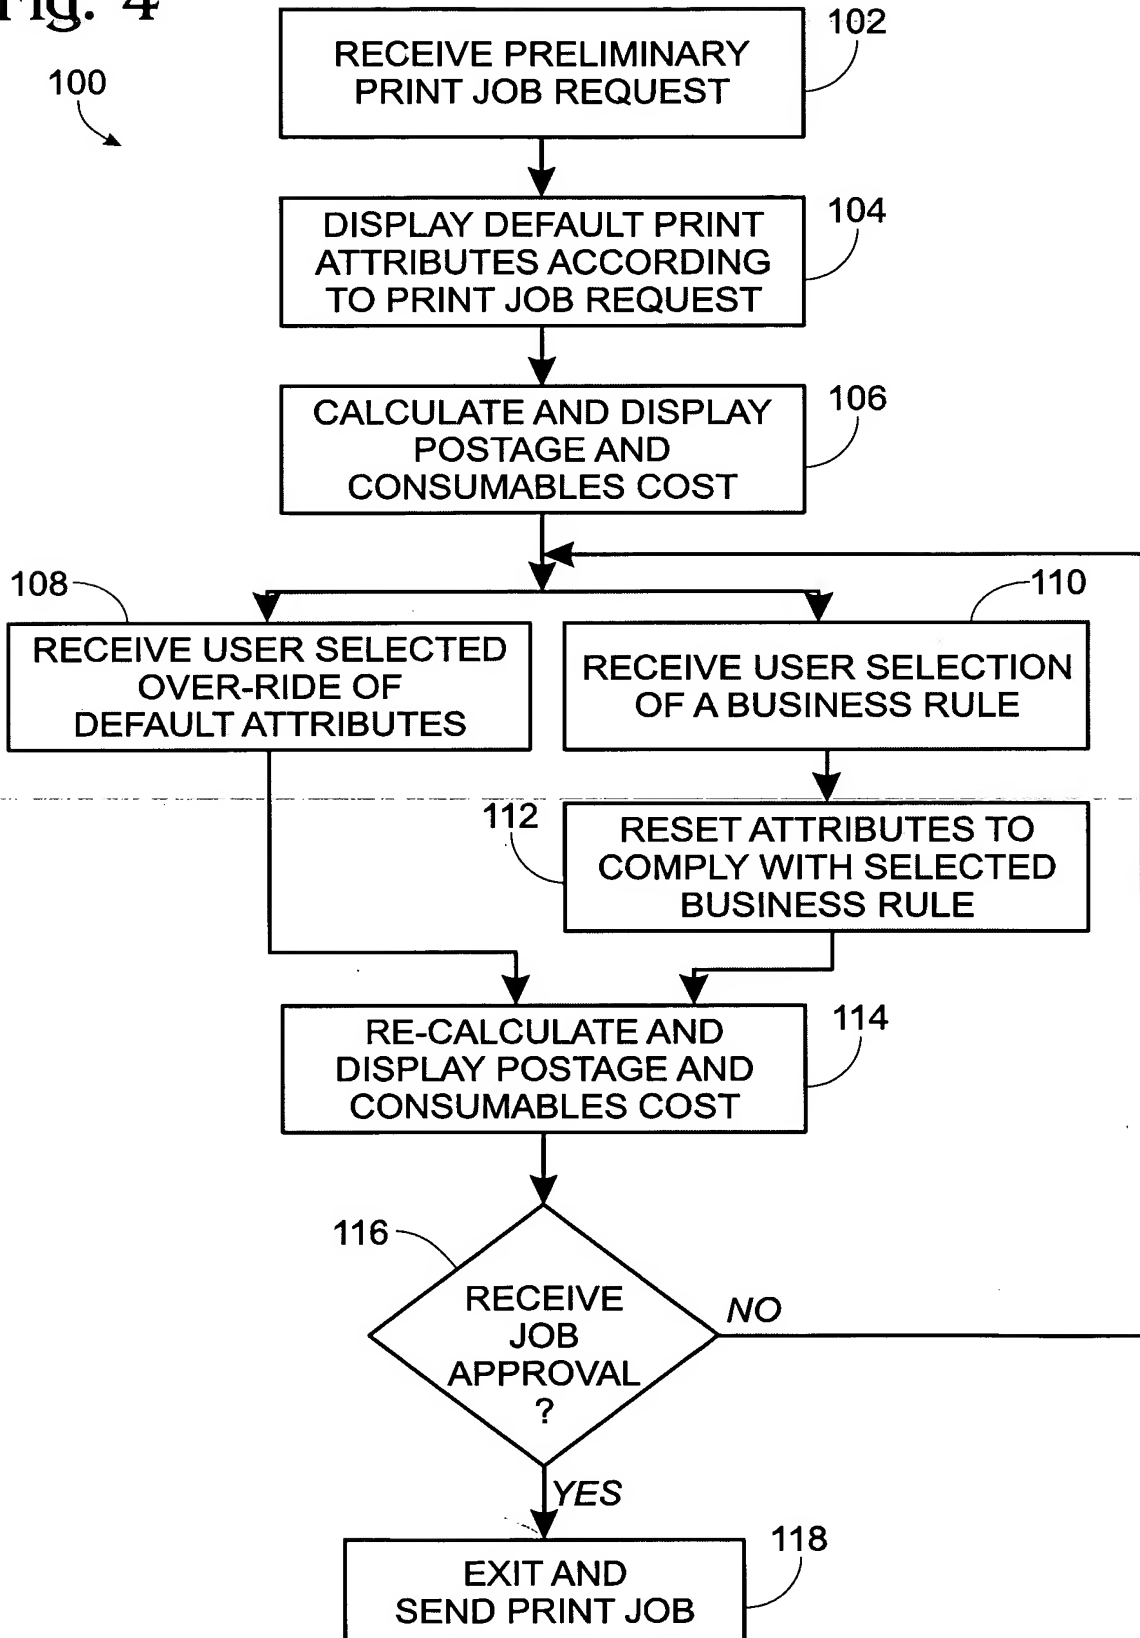 Fig. 4
100
102
RECEIVE PRELIMINARY
PRINT JOB REQUEST
104
DISPLAY DEFAULT PRINT
ATTRIBUTES ACCORDING
TO PRINT JOB REQUEST
106
CALCULATE AND DISPLAY
POSTAGE AND
CONSUMABLES COST
108
RECEIVE USER SELECTED
OVER-RIDE OF
DEFAULT ATTRIBUTES
110
RECEIVE USER SELECTION
OF A BUSINESS RULE
112
RESET ATTRIBUTES TO
COMPLY WITH SELECTED
BUSINESS RULE
114
RE-CALCULATE AND
DISPLAY POSTAGE AND
CONSUMABLES COST
116
RECEIVE
JOB
APPROVAL
?
NO
YES
118
EXIT AND
SEND PRINT JOB